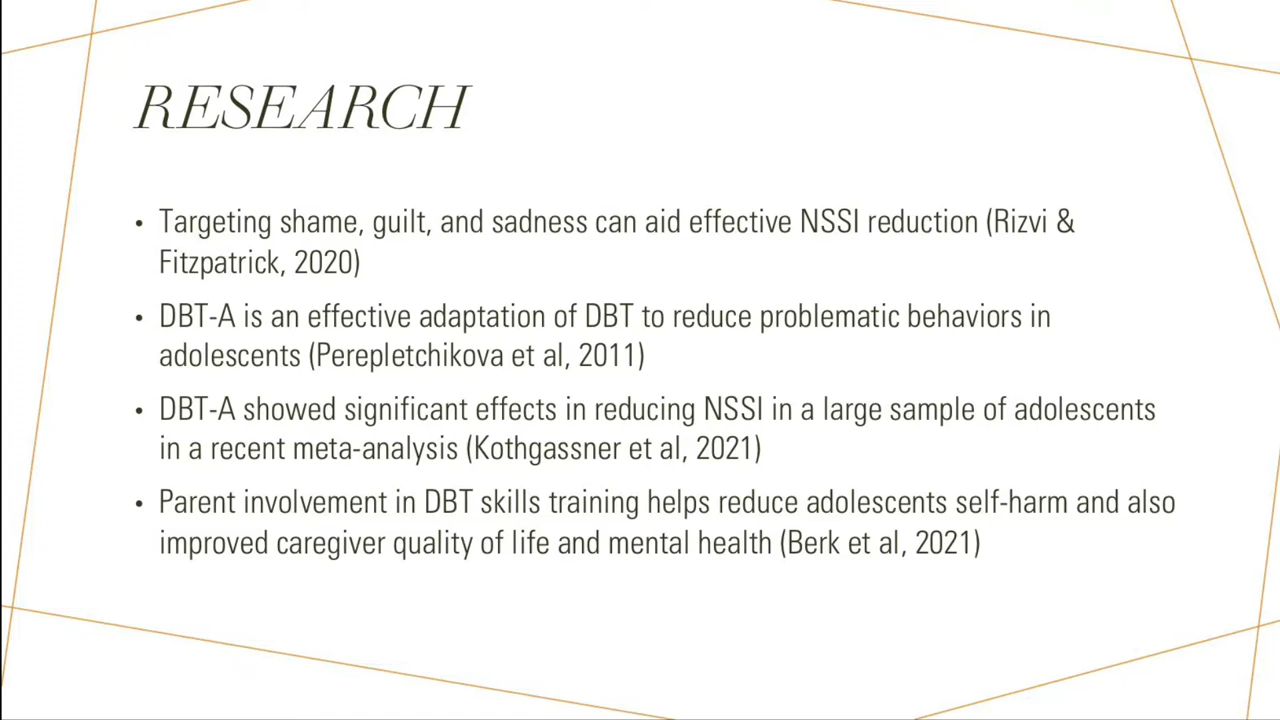 RESEARCH
• Targeting shame, guilt, and sadness can aid effective NSSI reduction (Rizvi &
Fitzpatrick, 2020)
• DBT-A is an effective adaptation of DBT to reduce problematic behaviors in
adolescents (Perepletchikova et al, 2011)
• DBT-A showed significant effects in reducing NSSI in a large sample of adolescents
in a recent meta-analysis (Kothgassner et al, 2021)
• Parent involvement in DBT skills training helps reduce adolescents self-harm and also
improved caregiver quality of life and mental health (Berk et al, 2021)